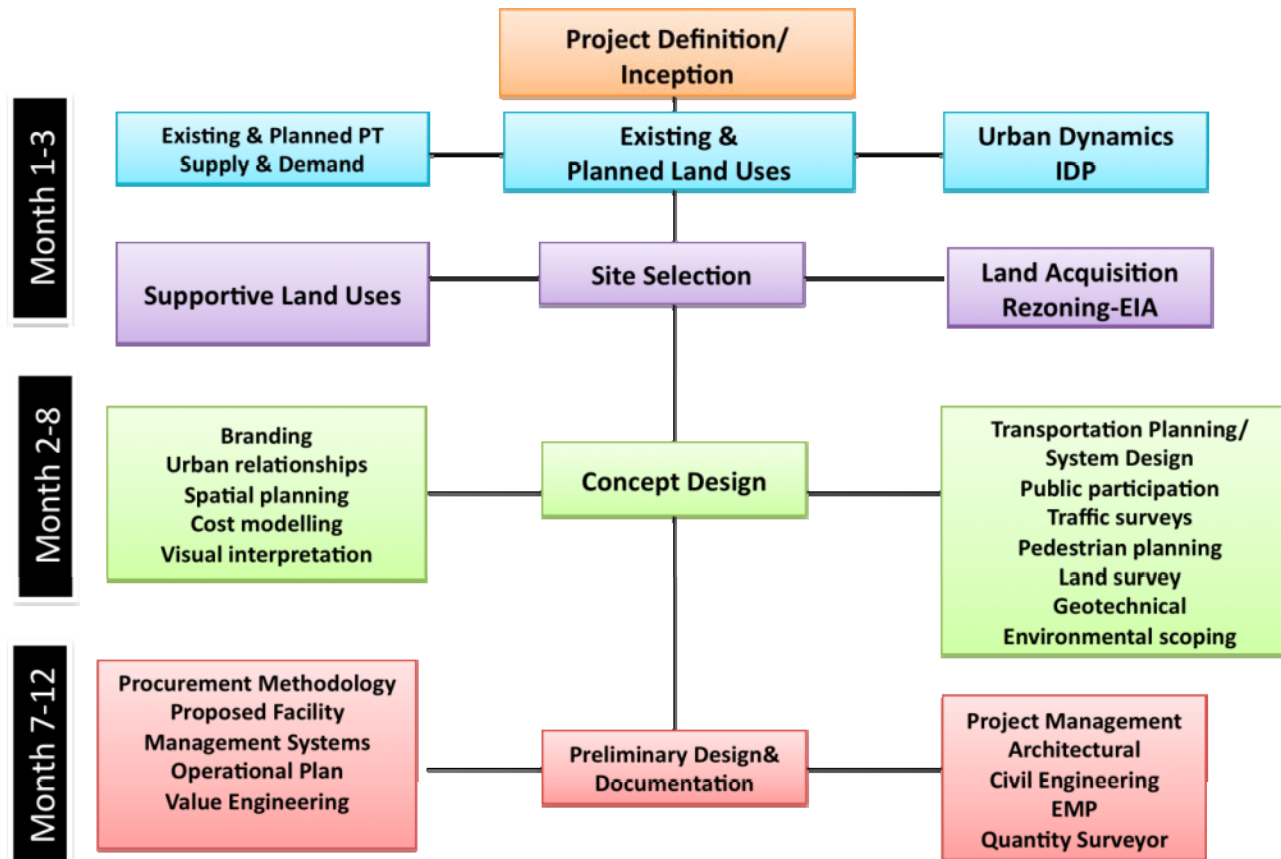 Project Definition/
Inception
Month 1-3
Existing & Planned PT
Supply & Demand
Existing &
Planned Land Uses
Urban Dynamics
IDP
Supportive Land Uses
Site Selection
Land Acquisition
Rezoning-EIA
Month 2-8
Branding
Urban relationships
Spatial planning
Cost modelling
Visual interpretation
Concept Design
Transportation Planning/
System Design
Public participation
Traffic surveys
Pedestrian planning
Land survey
Geotechnical
Environmental scoping
Month 7-12
Procurement Methodology
Proposed Facility
Management Systems
Operational Plan
Value Engineering
Preliminary Design&
Documentation
Project Management
Architectural
Civil Engineering
EMP
Quantity Surveyor